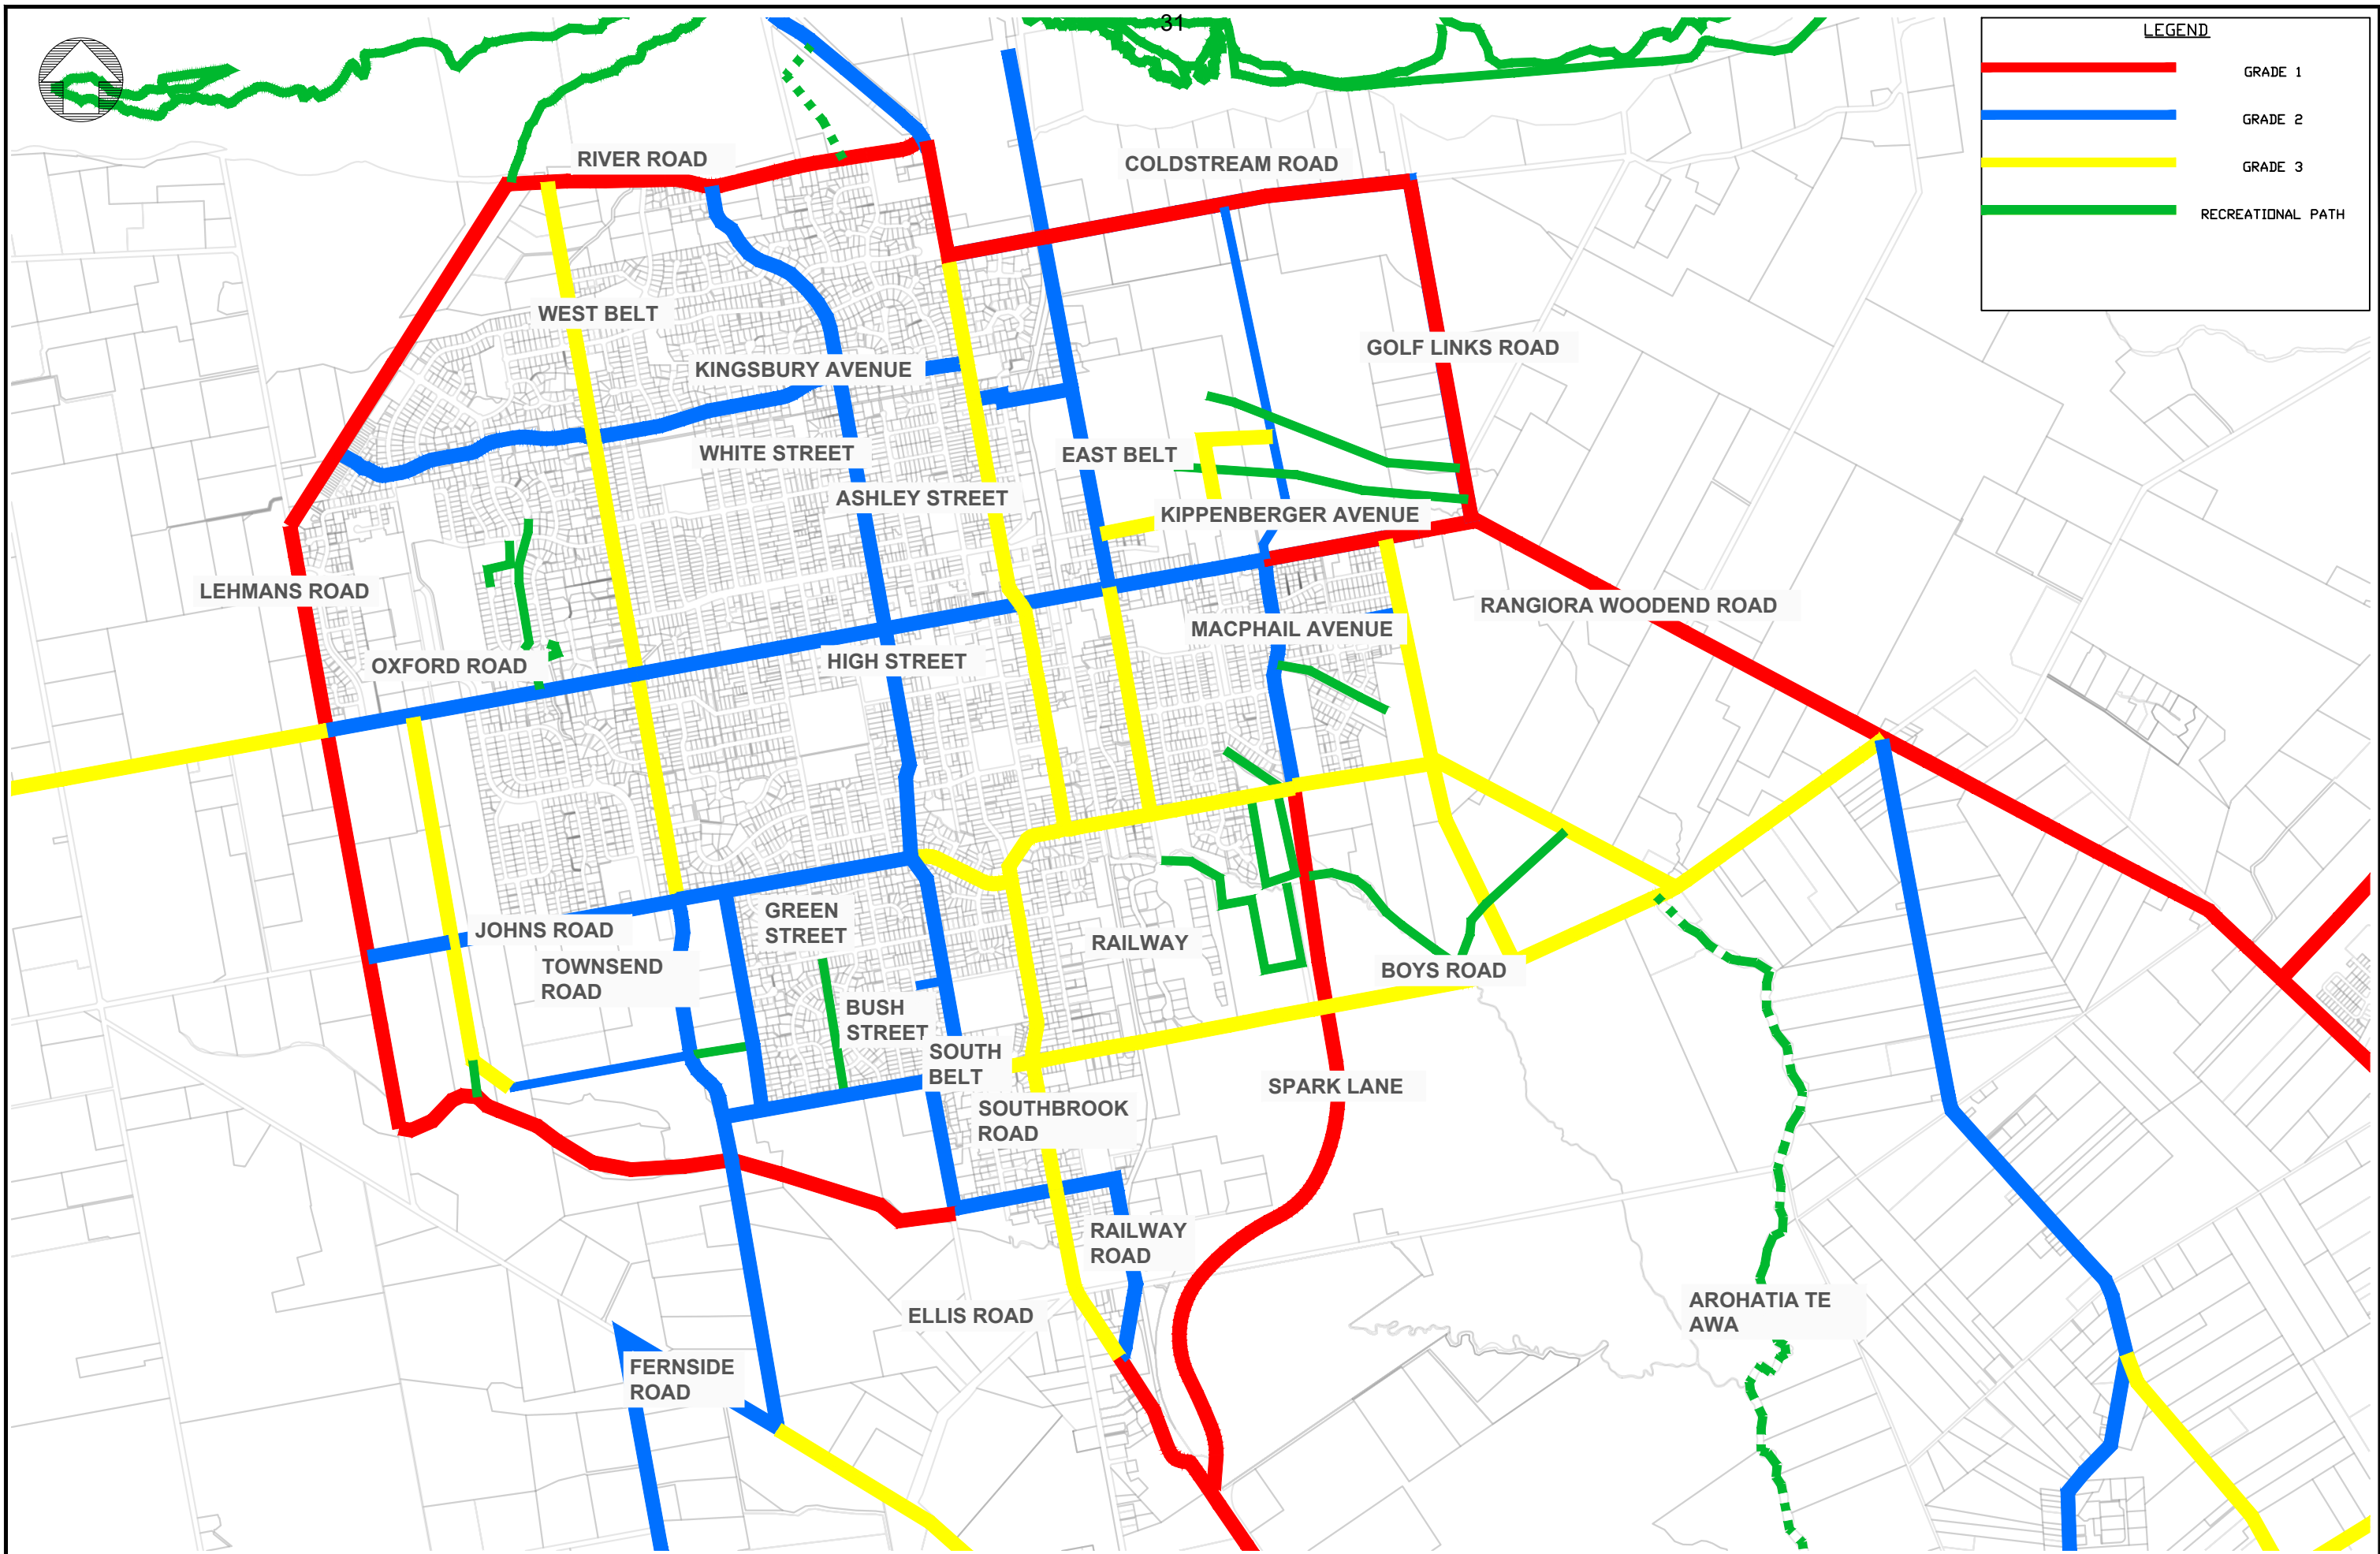 31
LEGEND
GRADE 1
GRADE 2
GRADE 3
RECREATIONAL PATH
RIVER ROAD
COLDSTREAM ROAD
WEST BELT
GOLF LINKS ROAD
KINGSBURY AVENUE
WHITE STREET
EAST BELT
ASHLEY STREET
KIPPENBERGER AVENUE
LEHMANS ROAD
RANGIORA WOODEND ROAD
MACPHAIL AVENUE
OXFORD ROAD
HIGH STREET
JOHNS ROAD
GREEN
STREET
RAILWAY
TOWNSEND
ROAD
BOYS ROAD
BUSH
STREET
SOUTH
BELT
SPARK LANE
SOUTHBROOK
ROAD
RAILWAY
ROAD
AROHATIA TE
AWA
ELLIS ROAD
FERNSIDE
ROAD